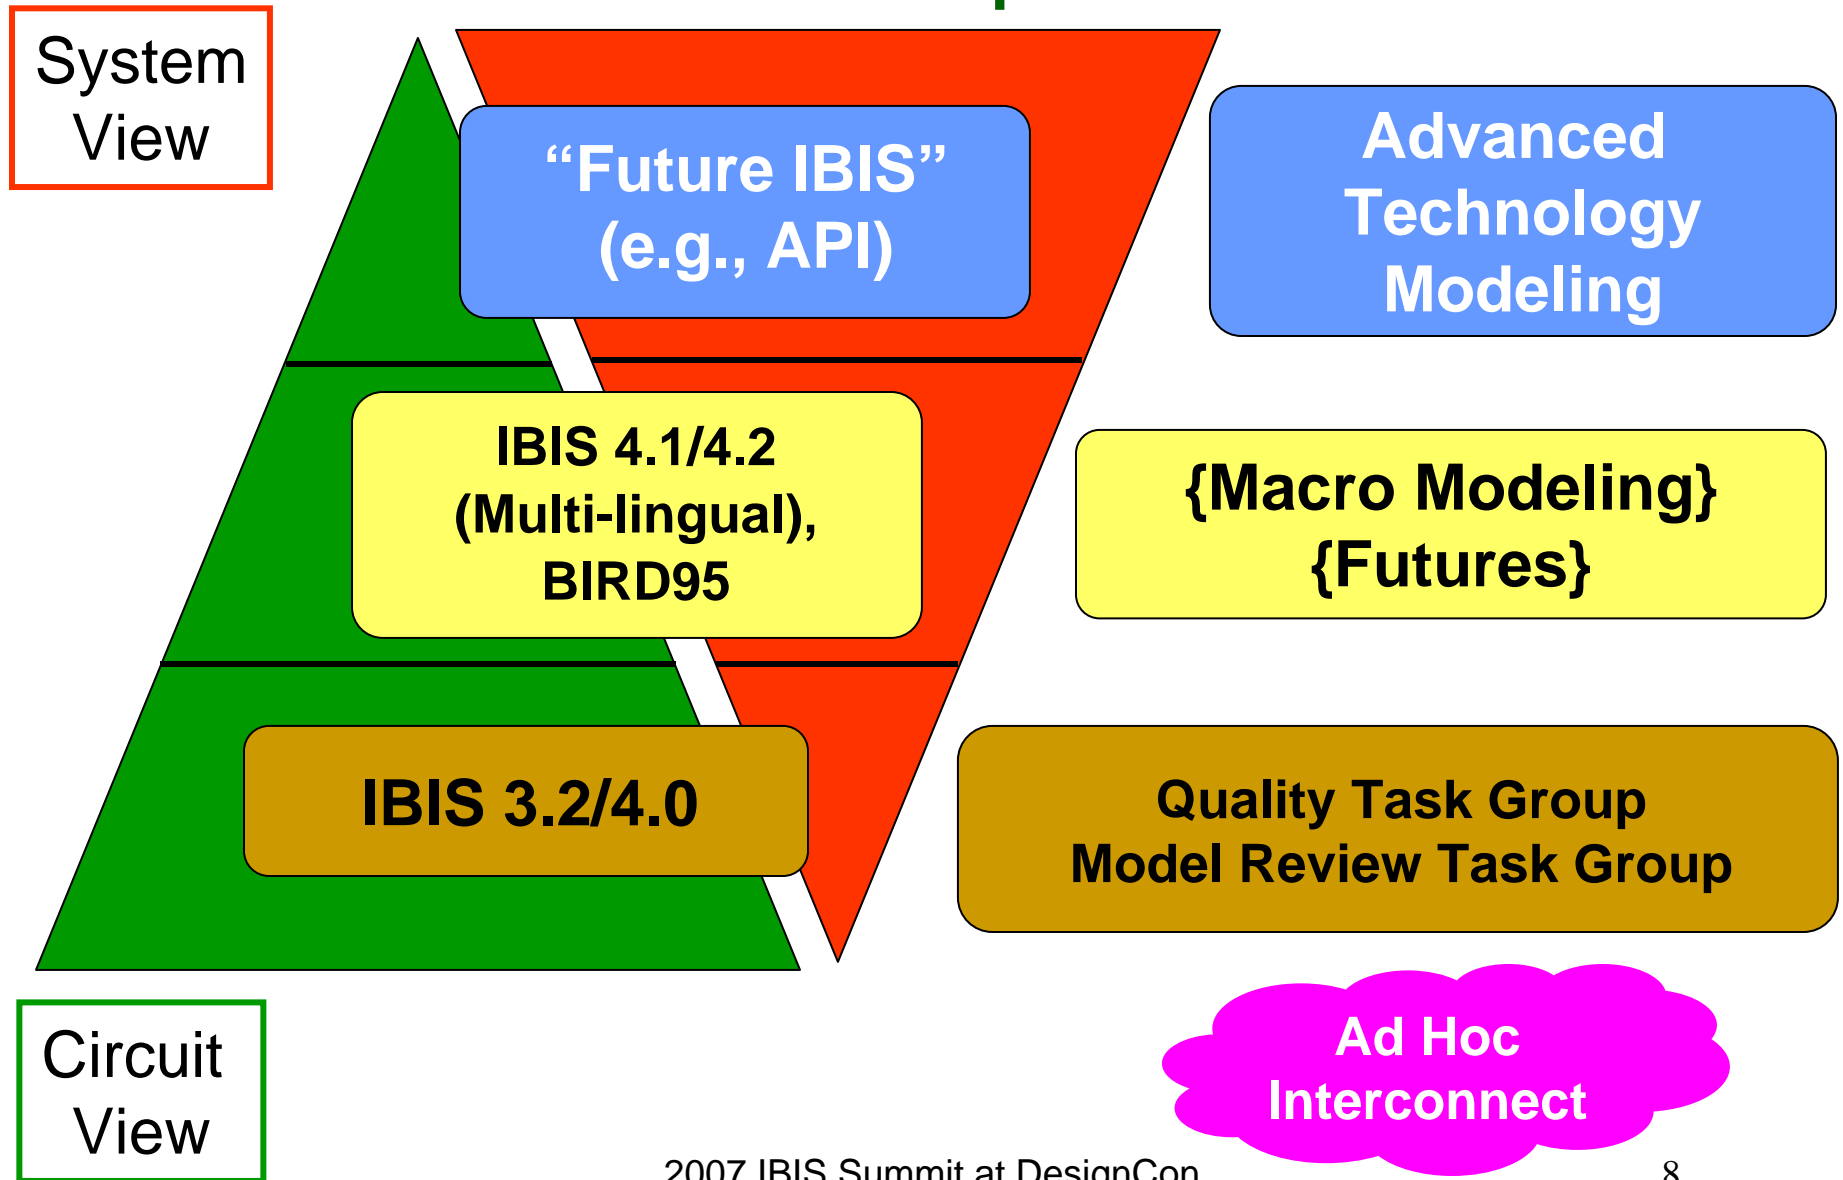 System
View
“Future IBIS”
(e.g., API)
Advanced
Technology
Modeling
IBIS 4.1/4.2
(Multi-lingual),
BIRD95
{Macro Modeling}
{Futures}
IBIS 3.2/4.0
Quality Task Group
Model Review Task Group
Circuit
View
Ad Hoc
Interconnect
2007 IBIS Summit at DesignCon
8